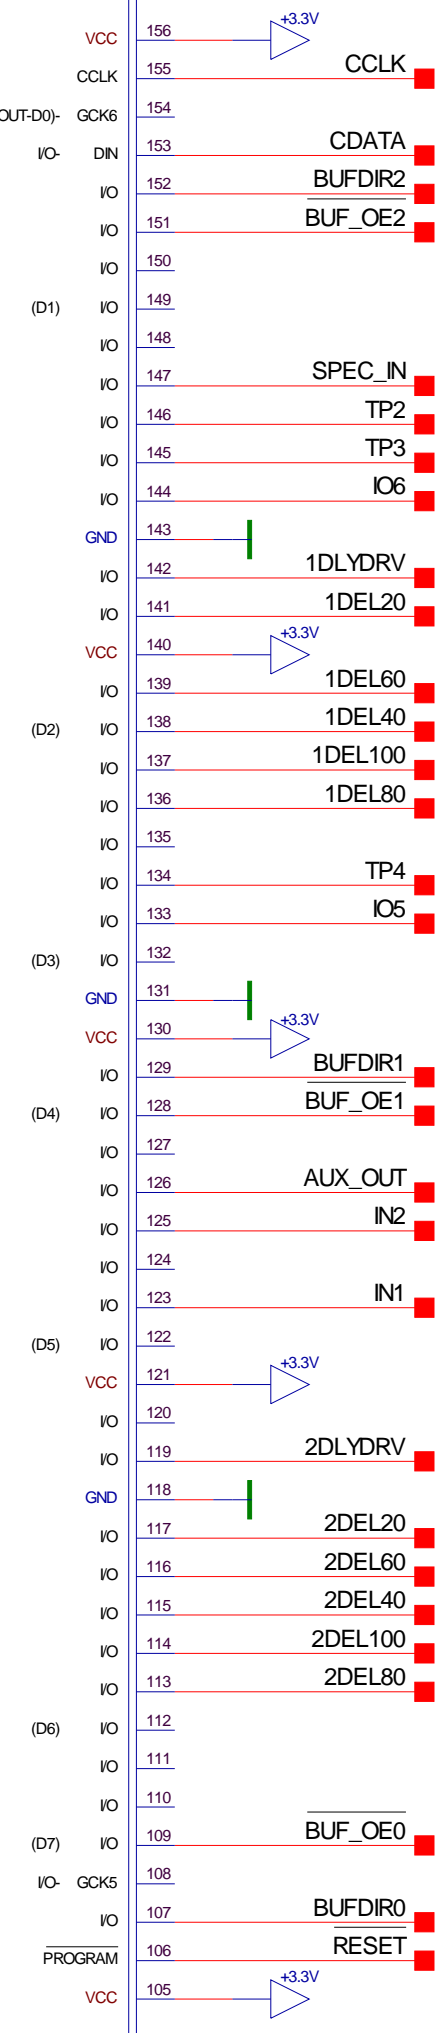 +3.3V
VCC 156
CCLK 155 CCLK
OUT-D0)- GCK6 154
I/O- DIN 153 CDATA
I/O 152 BUFDIR2
I/O 151 BUF_OE2
I/O 150
(D1) I/O 149
I/O 148
I/O 147 SPEC_IN
I/O 146 TP2
I/O 145 TP3
I/O 144 IO6
GND 143
I/O 142 1DLYDRV
I/O 141 1DEL20
VCC 140 +3.3V
I/O 139 1DEL60
(D2) I/O 138 1DEL40
I/O 137 1DEL100
I/O 136 1DEL80
I/O 135
I/O 134 TP4
I/O 133 IO5
(D3) I/O 132
GND 131
VCC 130 +3.3V
I/O 129 BUFDIR1
(D4) I/O 128 BUF_OE1
I/O 127
I/O 126 AUX_OUT
I/O 125 IN2
I/O 124
I/O 123 IN1
(D5) I/O 122
VCC 121 +3.3V
I/O 120
I/O 119 2DLYDRV
GND 118
I/O 117 2DEL20
I/O 116 2DEL60
I/O 115 2DEL40
I/O 114 2DEL100
I/O 113 2DEL80
(D6) I/O 112
I/O 111
I/O 110
(D7) I/O 109 BUF_OE0
I/O- GCK5 108
I/O 107 BUFDIR0
PROGRAM 106 RESET
VCC 105 +3.3V